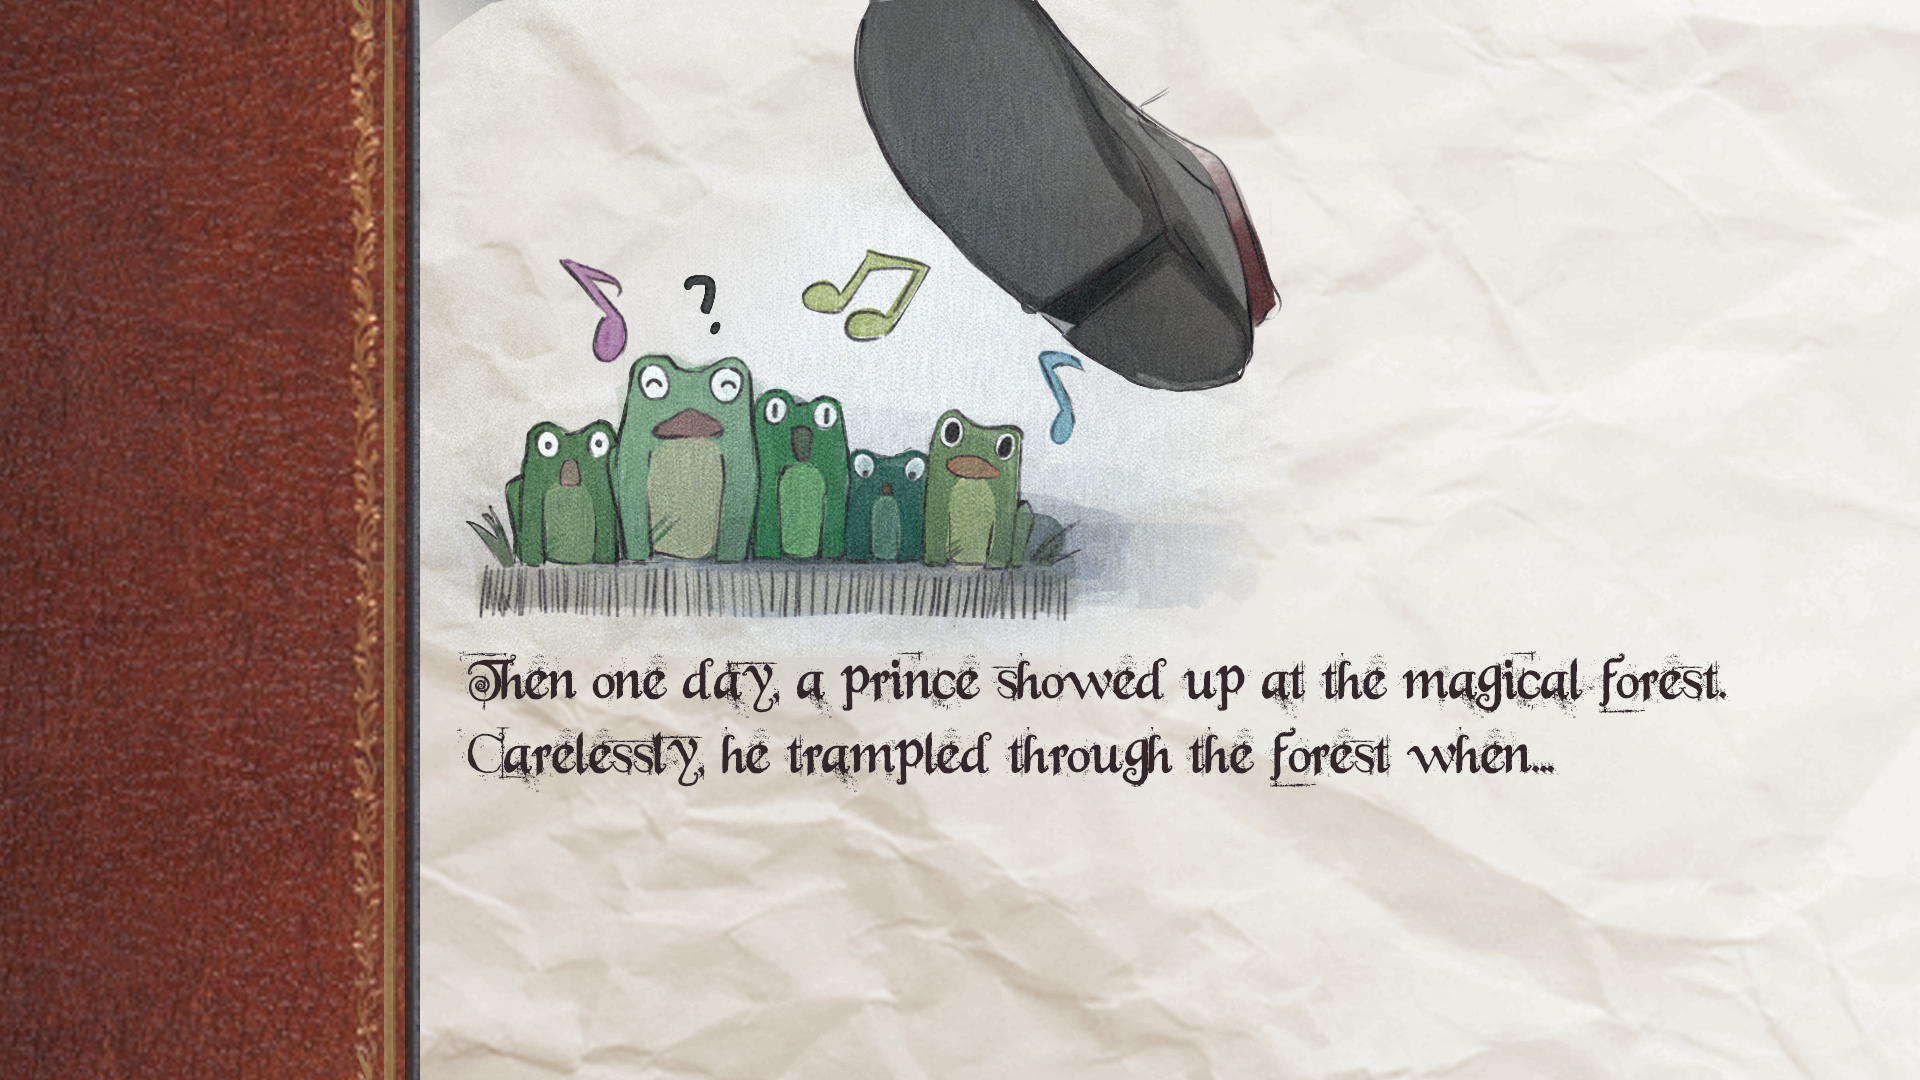 ?
Then one day, a prince showed up at the magical forest.
Carelessly, he trampled through the forest when...